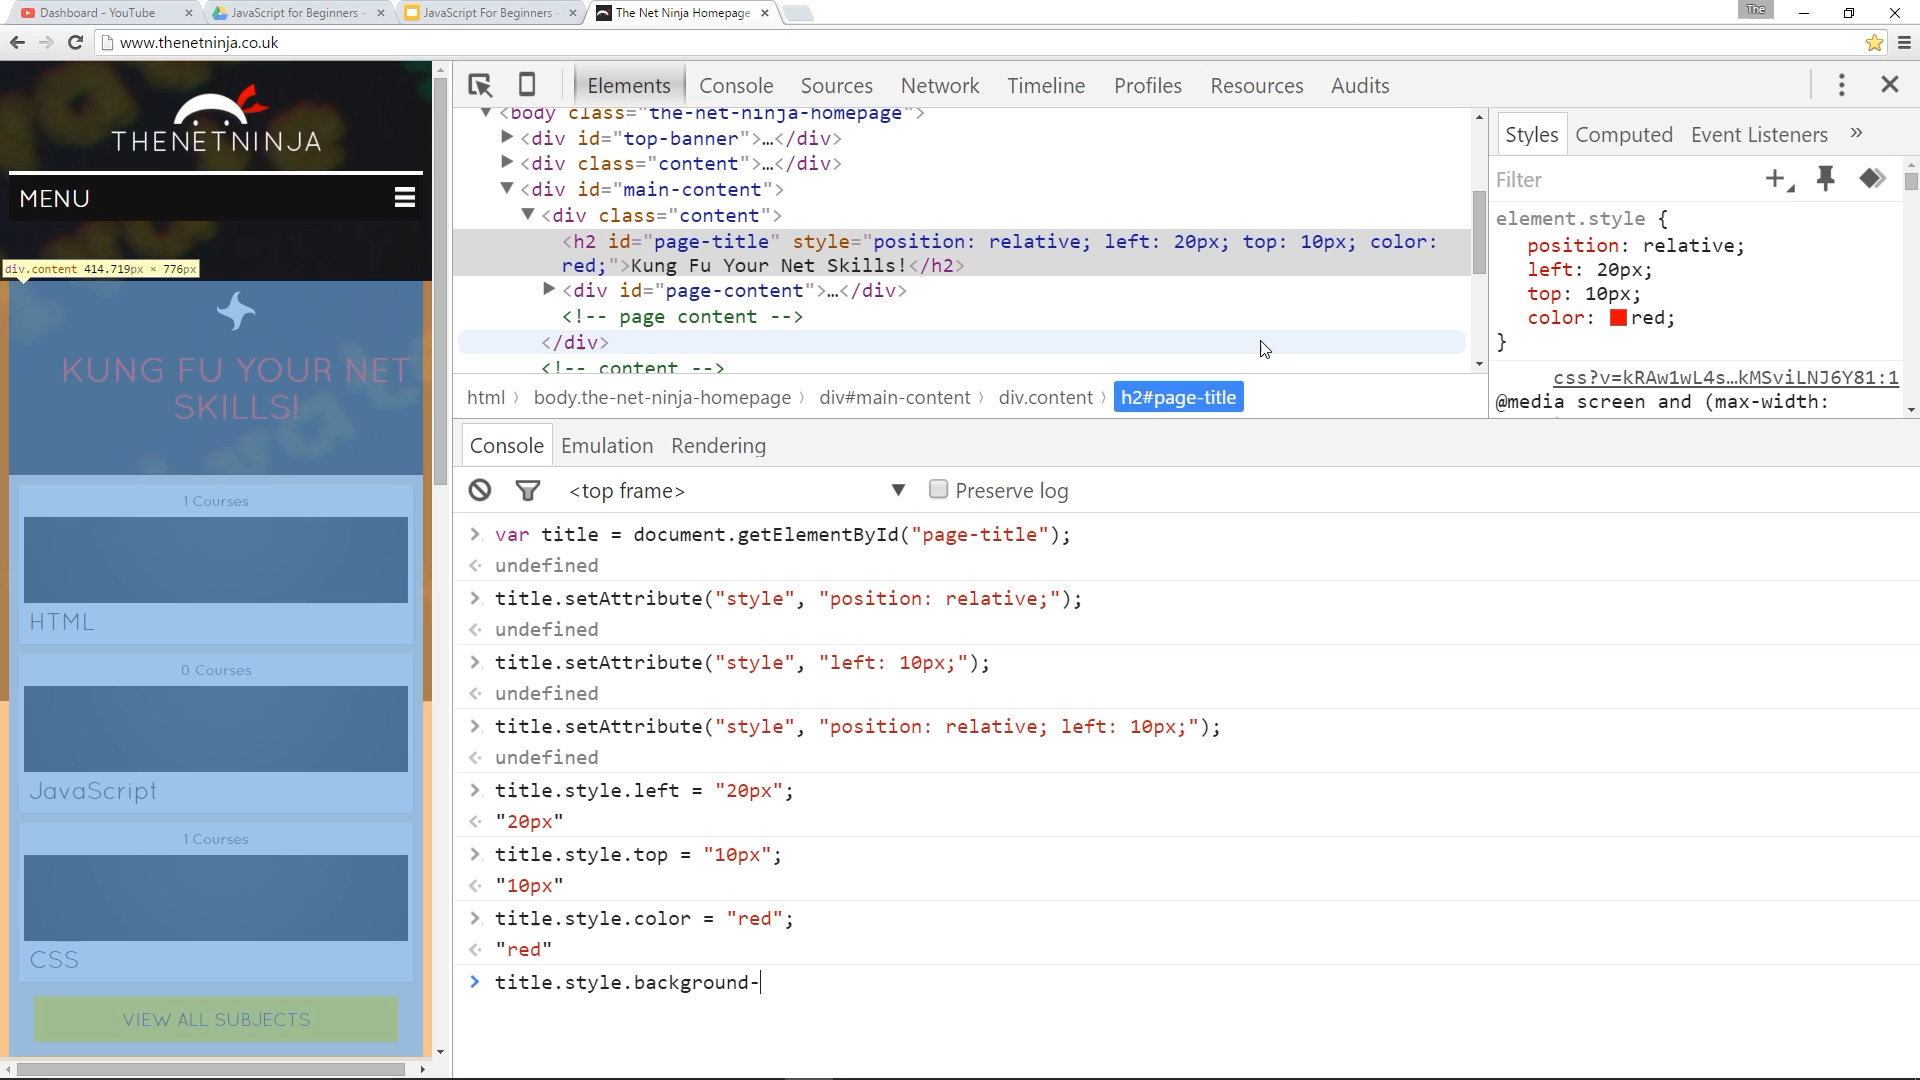 Dashboard - YouTube
JavaScript for Beginners -
JavaScript For Beginners -
The Net Ninja Homepage
The
www.thenetninja.co.uk
THENETNINJA
MENU
div.content 414.719px × 776px
KUNG FU YOUR NET
SKILLS!
1 Courses
HTML
0 Courses
JavaScript
1 Courses
CSS
VIEW ALL SUBJECTS
Elements Console Sources Network Timeline Profiles Resources Audits
<body class="the-net-ninja-homepage">
<div id="top-banner">…</div>
<div class="content">…</div>
<div id="main-content">
<div class="content">
<h2 id="page-title" style="position: relative; left: 20px; top: 10px; color:
red;">Kung Fu Your Net Skills!</h2>
<div id="page-content">…</div>
<!-- page content -->
</div>
<!-- content -->
html body.the-net-ninja-homepage div#main-content div.content h2#page-title
Styles Computed Event Listeners »
Filter
element.style {
position: relative;
left: 20px;
top: 10px;
color: red;
}
css?v=kRAw1wL4s…kMSviLNJ6Y81:1
@media screen and (max-width:
Console Emulation Rendering
<top frame> Preserve log
> var title = document.getElementById("page-title");
undefined
> title.setAttribute("style", "position: relative;");
undefined
> title.setAttribute("style", "left: 10px;");
undefined
> title.setAttribute("style", "position: relative; left: 10px;");
undefined
> title.style.left = "20px";
"20px"
> title.style.top = "10px";
"10px"
> title.style.color = "red";
"red"
> title.style.background-